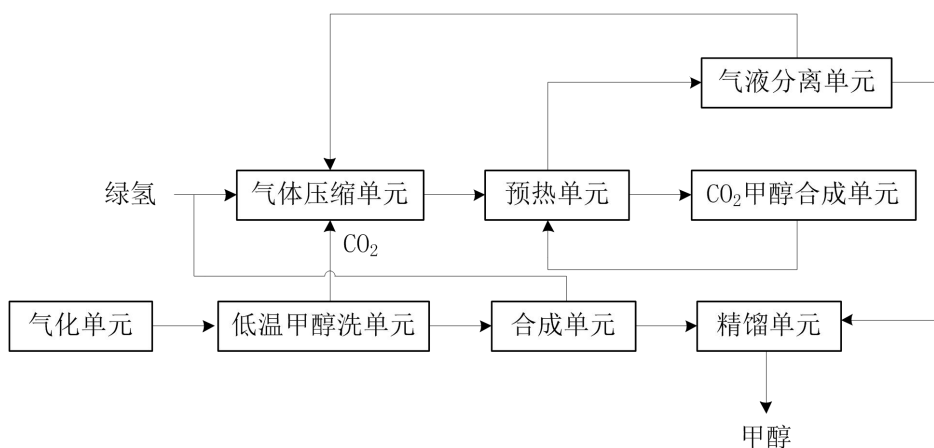 气液分离单元
绿氢
气体压缩单元
预热单元
CO₂甲醇合成单元
CO₂
气化单元
低温甲醇洗单元
合成单元
精馏单元
甲醇